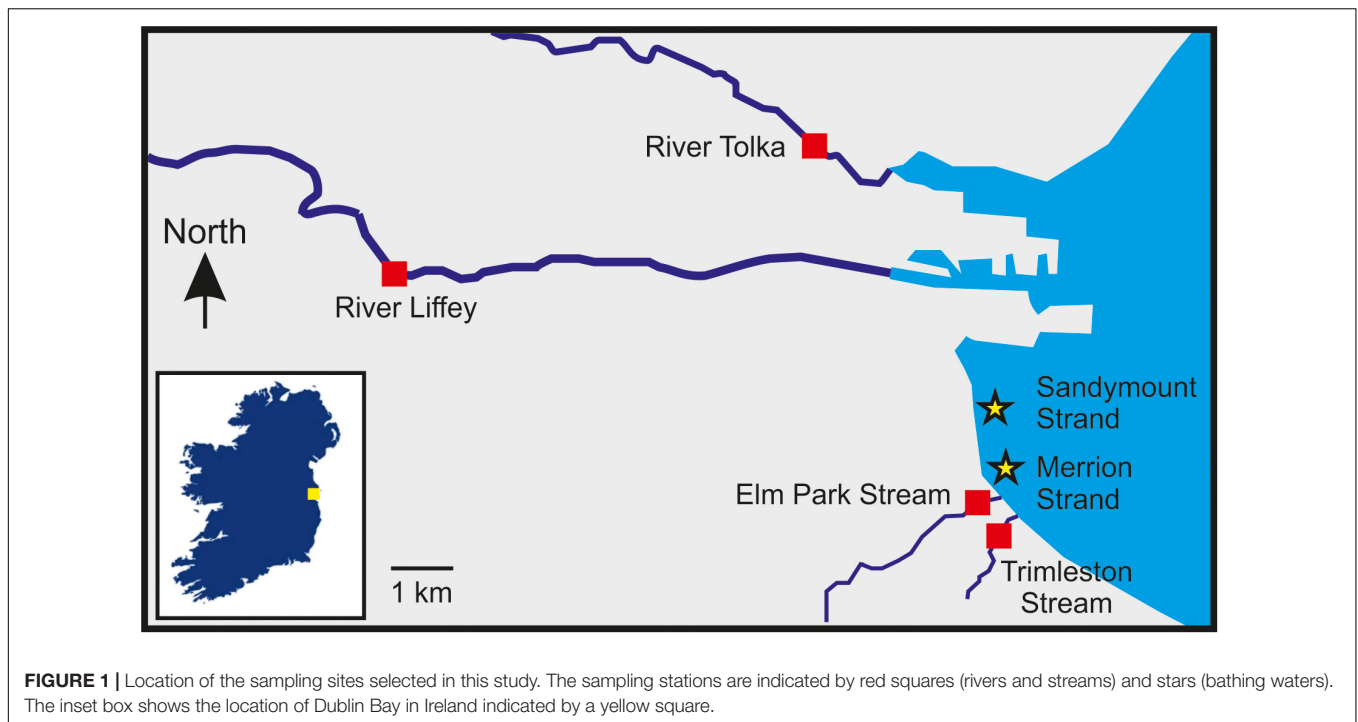 River Tolka
North
River Liffey
Sandymount
Strand
Merrion
Strand
Elm Park Stream
Trimleston
Stream
1 km
FIGURE 1 | Location of the sampling sites selected in this study. The sampling stations are indicated by red squares (rivers and streams) and stars (bathing waters).
The inset box shows the location of Dublin Bay in Ireland indicated by a yellow square.